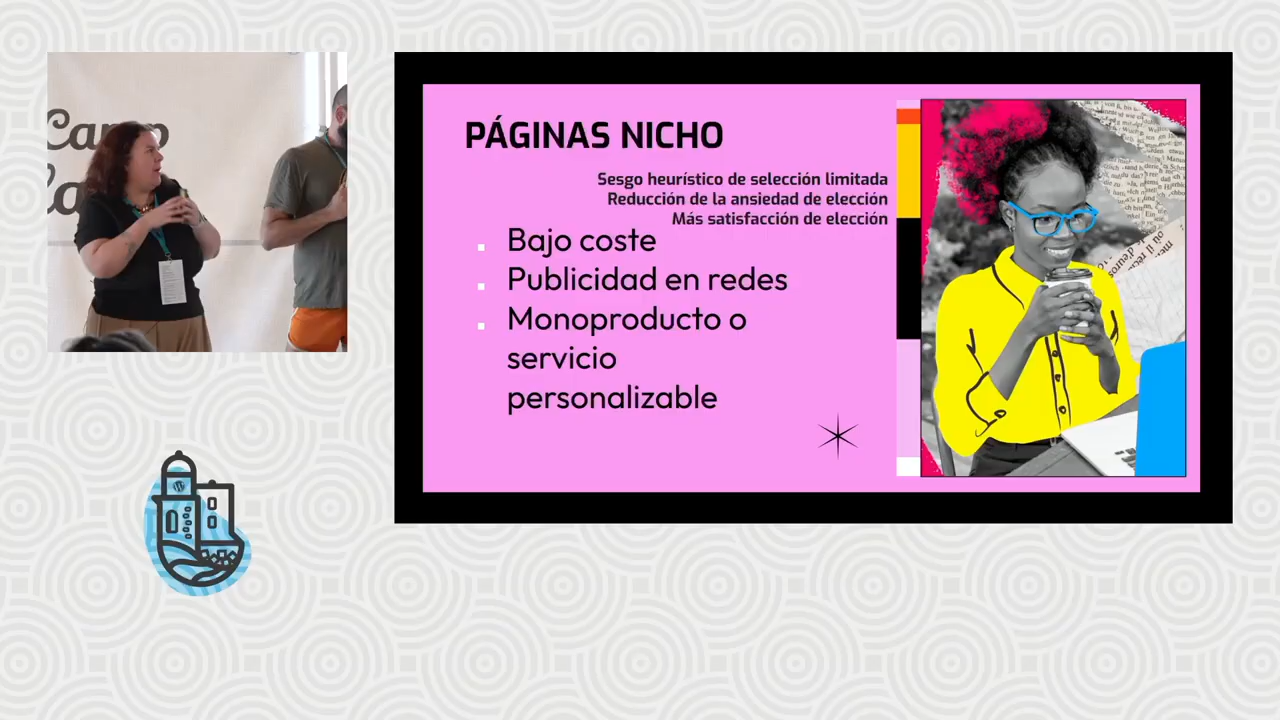 Camp
PÁGINAS NICHO
Sesgo heurístico de selección limitada
Reducción de la ansiedad de elección
Más satisfacción de elección
Bajo coste
Publicidad en redes
Monoproducto o
servicio
personalizable